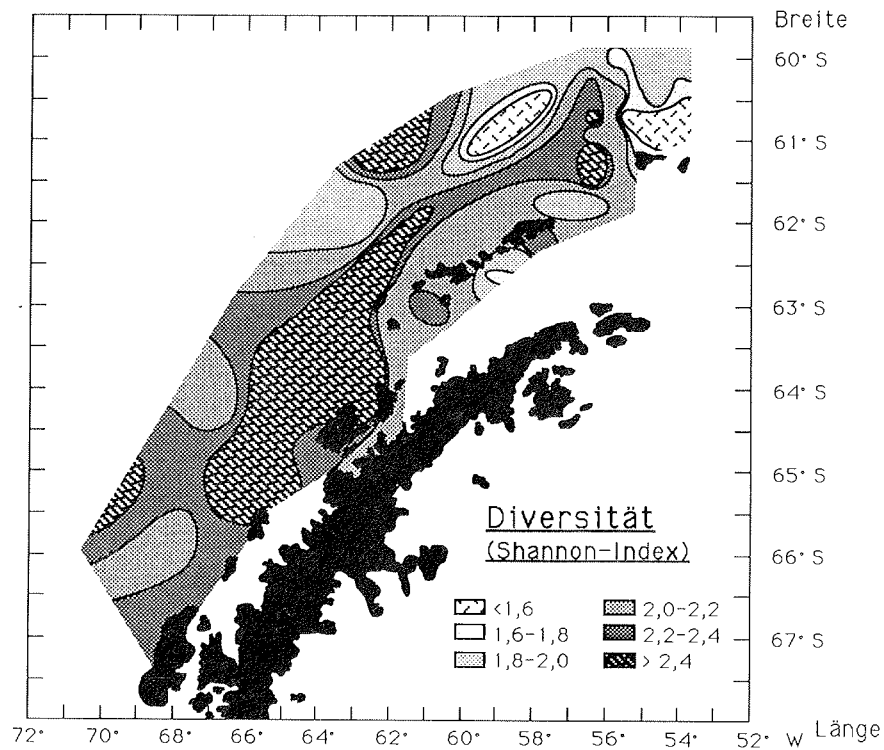 Breite
60° S
61° S
62° S
63° S
64° S
65° S
66° S
67° S
Diversität
(Shannon-Index)
<1,6
1,6-1,8
1,8-2,0
2,0-2,2
2,2-2,4
> 2,4
72° 70° 68° 66° 64° 62° 60° 58° 56° 54° 52° W Länge